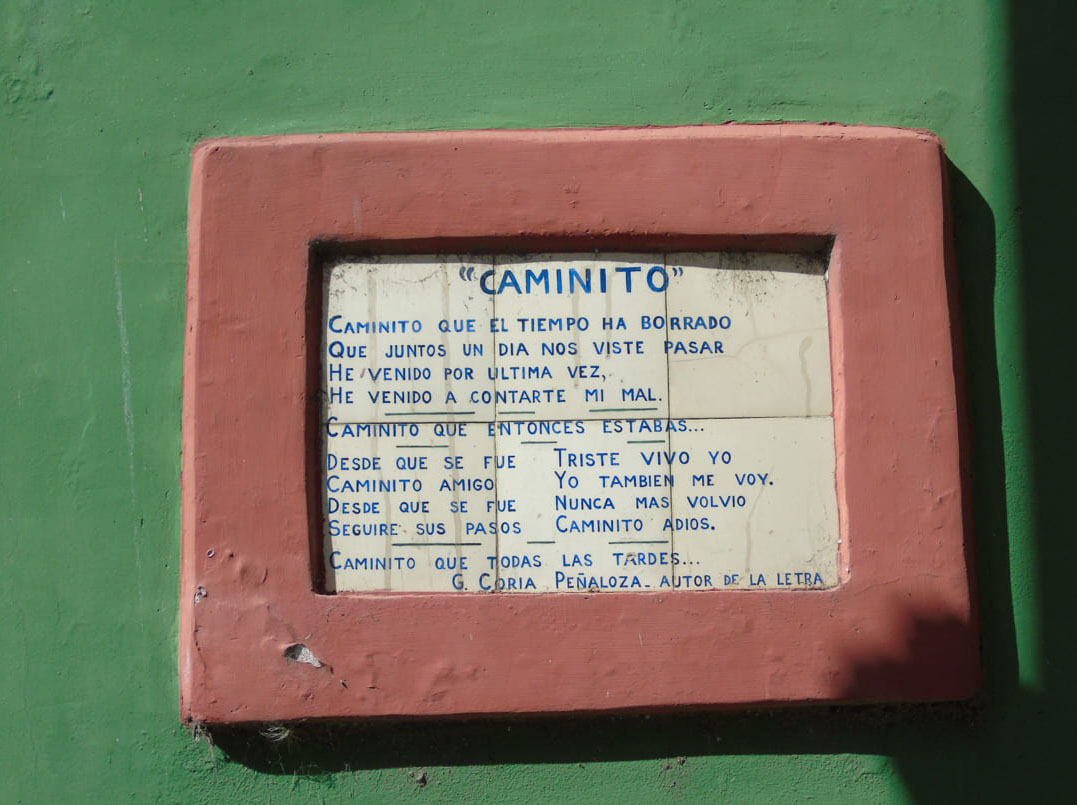 "CAMINITO"
CAMINITO QUE EL TIEMPO HA BORRADO
QUE JUNTOS UN DIA NOS VISTE PASAR
HE VENIDO POR ULTIMA VEZ,
HE VENIDO A CONTARTE MI MAL.
CAMINITO QUE ENTONCES ESTABAS...
DESDE QUE SE FUE
CAMINITO AMIGO
DESDE QUE SE FUE
SEGUIRE SUS PASOS
TRISTE VIVO YO
YO TAMBIEN ME VOY.
NUNCA MAS VOLVIO
CAMINITO ADIOS.
CAMINITO QUE TODAS LAS TARDES...
G. CORIA PEÑALOZA_ AUTOR DE LA LETRA